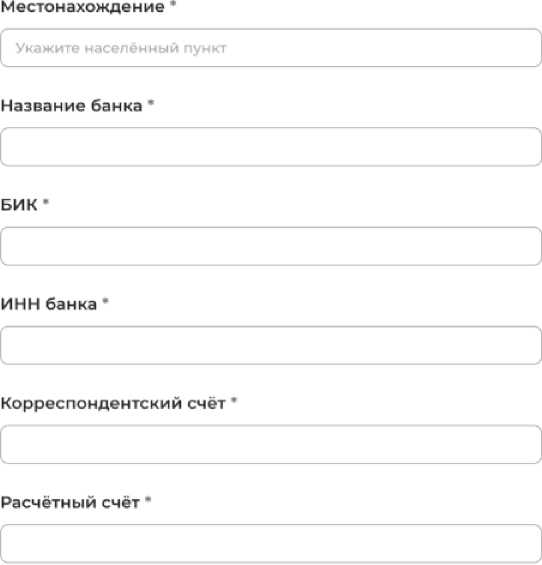 Местонахождение *
Укажите населённый пункт
Название банка *
БИК *
ИНН банка *
Корреспондентский счёт *
Расчётный счёт *